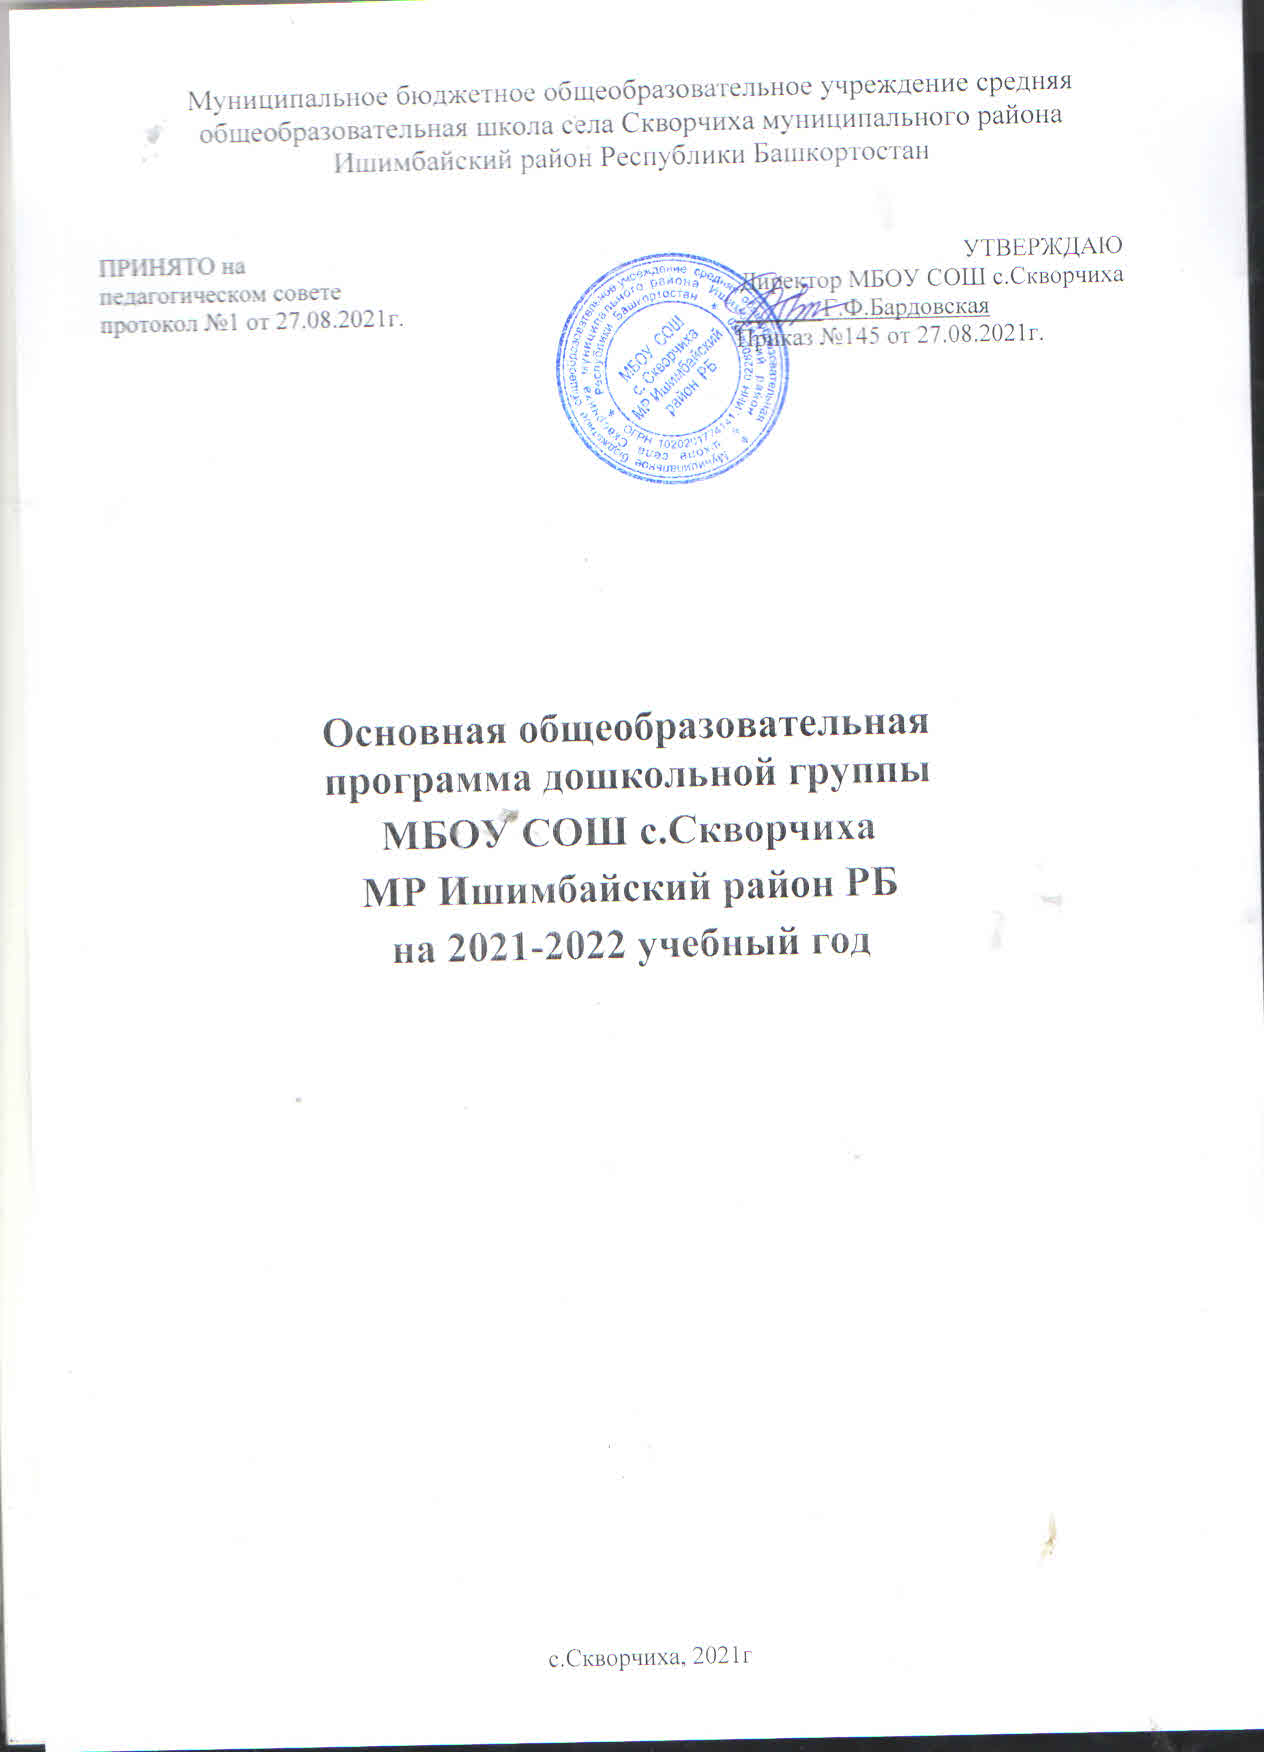 Муниципальное бюджетное общеобразовательное учреждение средняя
общеобразовательная школа села Скворчиха муниципального района
Ишимбайский район Республики Башкортостан
ПРИНЯТО на
педагогическом совете
протокол №1 от 27.08.2021г.
УТВЕРЖДАЮ
Директор МБОУ СОШ с.Скворчиха
Г.Ф.Бардовская
Приказ №145 от 27.08.2021г.
МБОУ СОШ
с. Скворчиха
МР Ишимбайский
район РБ
Основная общеобразовательная
программа дошкольной группы
МБОУ СОШ с.Скворчиха
МР Ишимбайский район РБ
на 2021-2022 учебный год
с.Скворчиха, 2021г